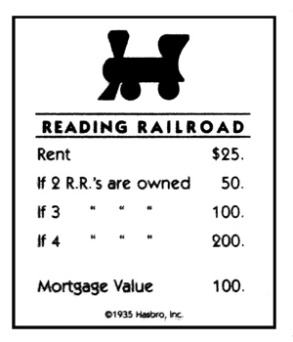 READING RAILROAD
Rent $25.
If 2 R.R.'s are owned 50.
If 3 " " " 100.
If 4 " " " 200.
Mortgage Value 100.
©1935 Hasbro, Inc.